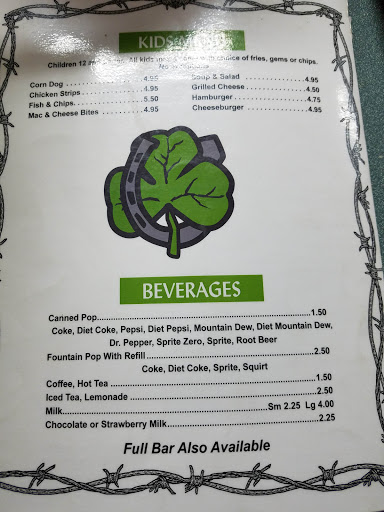 KIDS MENU
Children 12 All kids with choice of fries, gems or chips.
No
Corn Dog 4.95
Chicken Strips 4.95
Fish & Chips 5.50
Mac & Cheese Bites 4.95
Soup & Salad 4.95
Grilled Cheese 4.50
Hamburger 4.75
Cheeseburger 4.95
BEVERAGES
Canned Pop 1.50
Coke, Diet Coke, Pepsi, Diet Pepsi, Mountain Dew, Diet Mountain Dew,
Dr. Pepper, Sprite Zero, Sprite, Root Beer
Fountain Pop With Refill 2.50
Coke, Diet Coke, Sprite, Squirt
Coffee, Hot Tea 1.50
Iced Tea, Lemonade 2.50
Milk Sm 2.25 Lg 4.00
Chocolate or Strawberry Milk 2.25
Full Bar Also Available